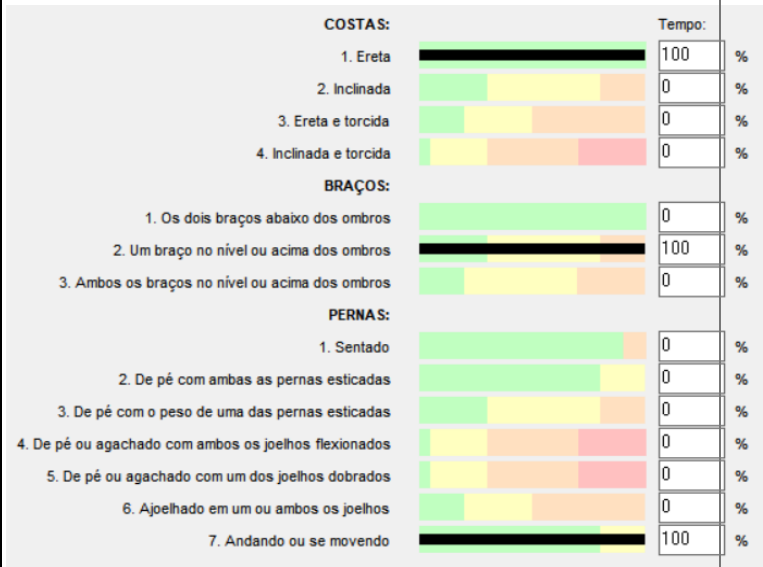 COSTAS: Tempo:
1. Ereta 100 %
2. Inclinada 0 %
3. Ereta e torcida 0 %
4. Inclinada e torcida 0 %
BRAÇOS:
1. Os dois braços abaixo dos ombros 0 %
2. Um braço no nível ou acima dos ombros 100 %
3. Ambos os braços no nível ou acima dos ombros 0 %
PERNAS:
1. Sentado 0 %
2. De pé com ambas as pernas esticadas 0 %
3. De pé com o peso de uma das pernas esticadas 0 %
4. De pé ou agachado com ambos os joelhos flexionados 0 %
5. De pé ou agachado com um dos joelhos dobrados 0 %
6. Ajoelhado em um ou ambos os joelhos 0 %
7. Andando ou se movendo 100 %